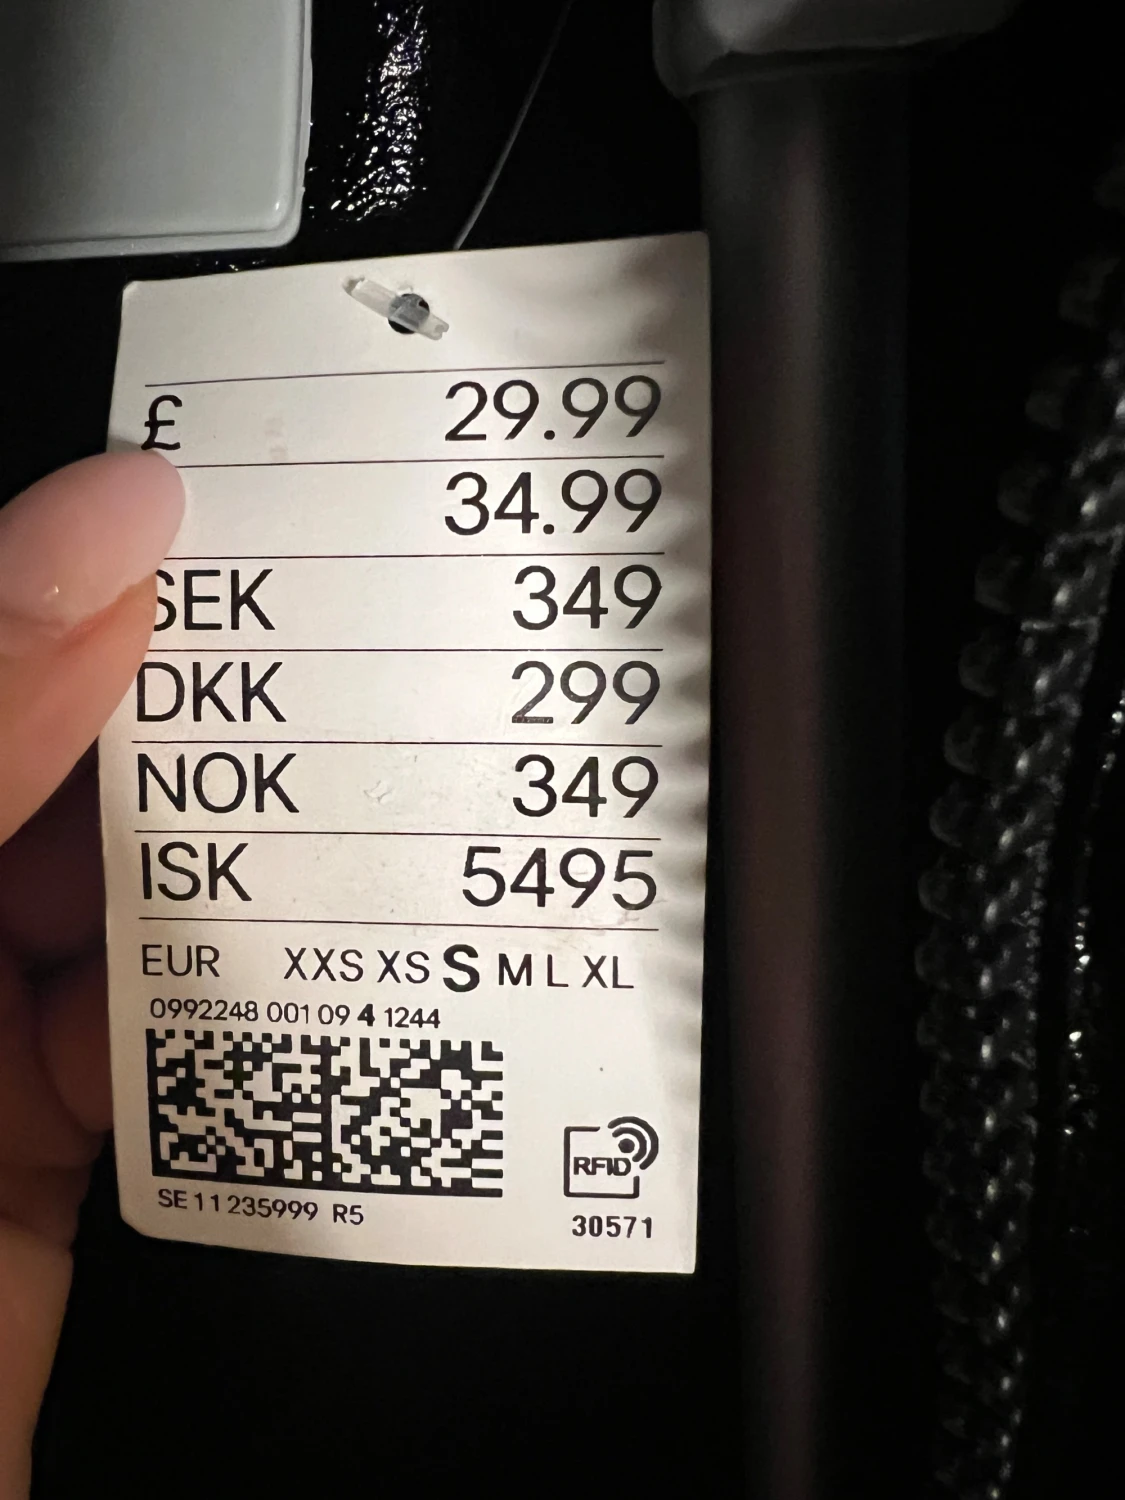 £ 29.99
34.99
SEK 349
DKK 299
NOK 349
ISK 5495
EUR XXS XS S M L XL
0992248 001 09 4 1244
SE 11 235999 R5
RFID
30571